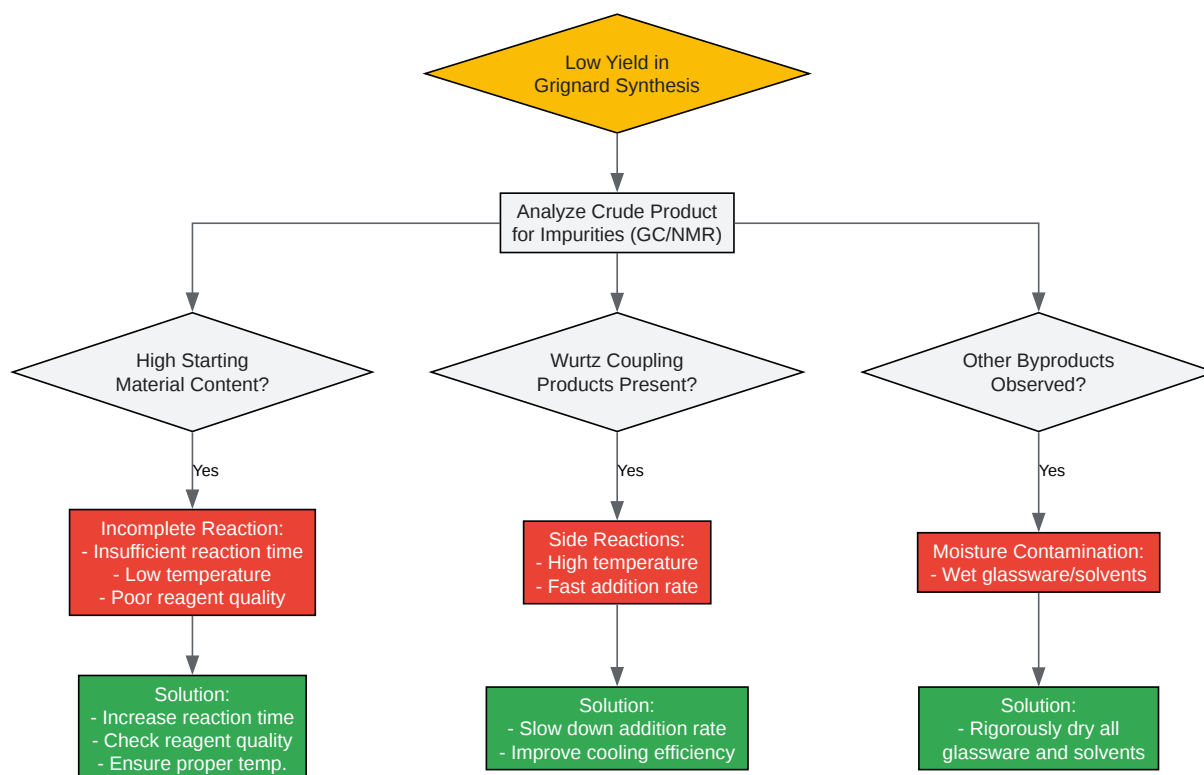 Low Yield in
Grignard Synthesis
Analyze Crude Product
for Impurities (GC/NMR)
High Starting
Material Content?
Wurtz Coupling
Products Present?
Other Byproducts
Observed?
Yes
Yes
Yes
Incomplete Reaction:
- Insufficient reaction time
- Low temperature
- Poor reagent quality
Side Reactions:
- High temperature
- Fast addition rate
Moisture Contamination:
- Wet glassware/solvents
Solution:
- Increase reaction time
- Check reagent quality
- Ensure proper temp.
Solution:
- Slow down addition rate
- Improve cooling efficiency
Solution:
- Rigorously dry all
glassware and solvents